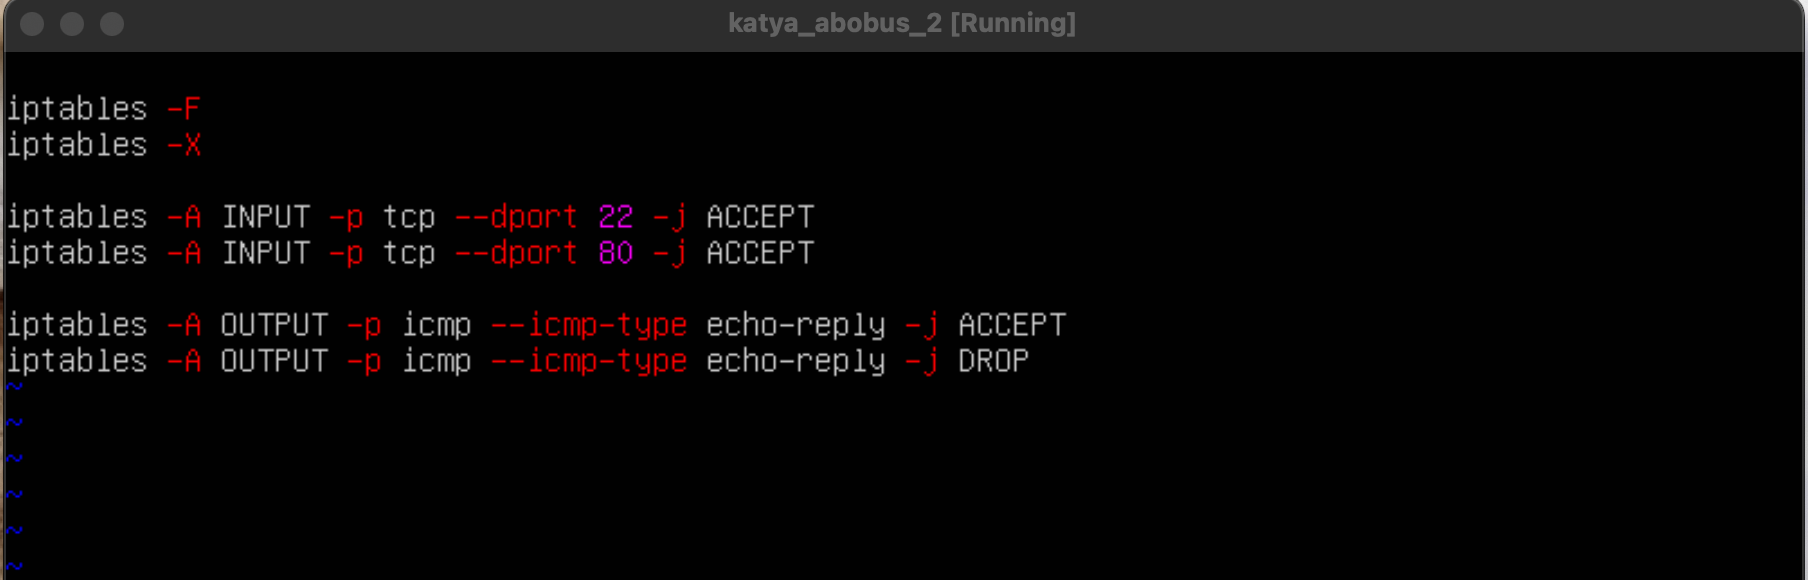 katya_abobus_2 [Running]
iptables -F
iptables -X
iptables -A INPUT -p tcp --dport 22 -j ACCEPT
iptables -A INPUT -p tcp --dport 80 -j ACCEPT
iptables -A OUTPUT -p icmp --icmp-type echo-reply -j ACCEPT
iptables -A OUTPUT -p icmp --icmp-type echo-reply -j DROP
~
~
~
~
~
~